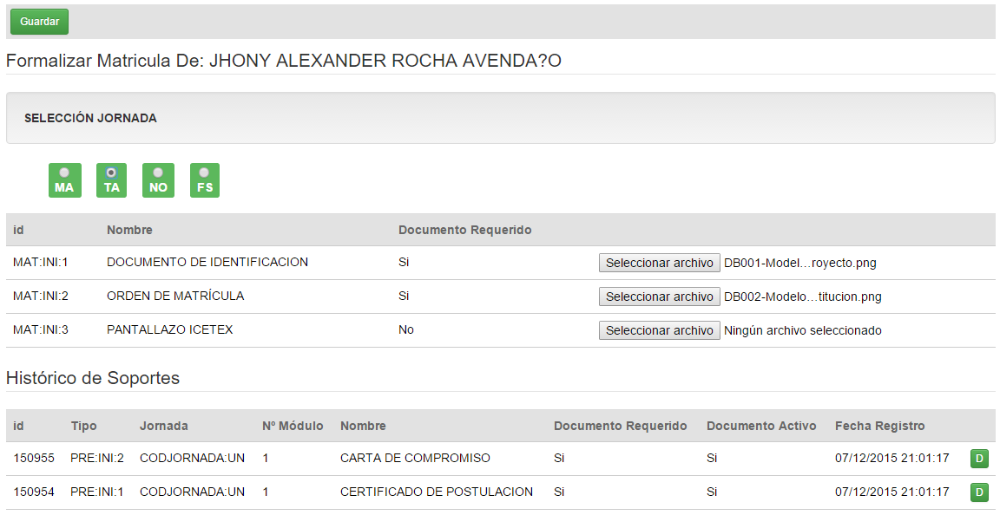 Guardar
Formalizar Matricula De: JHONY ALEXANDER ROCHA AVENDA?O
SELECCIÓN JORNADA
MA TA NO FS
id Nombre Documento Requerido
MAT:INI:1 DOCUMENTO DE IDENTIFICACION Si Seleccionar archivo DB001-Model...royecto.png
MAT:INI:2 ORDEN DE MATRÍCULA Si Seleccionar archivo DB002-Modelo...titucion.png
MAT:INI:3 PANTALLAZO ICETEX No Seleccionar archivo Ningún archivo seleccionado
Histórico de Soportes
id Tipo Jornada Nº Módulo Nombre Documento Requerido Documento Activo Fecha Registro
150955 PRE:INI:2 CODJORNADA:UN 1 CARTA DE COMPROMISO Si Si 07/12/2015 21:01:17 D
150954 PRE:INI:1 CODJORNADA:UN 1 CERTIFICADO DE POSTULACION Si Si 07/12/2015 21:01:17 D